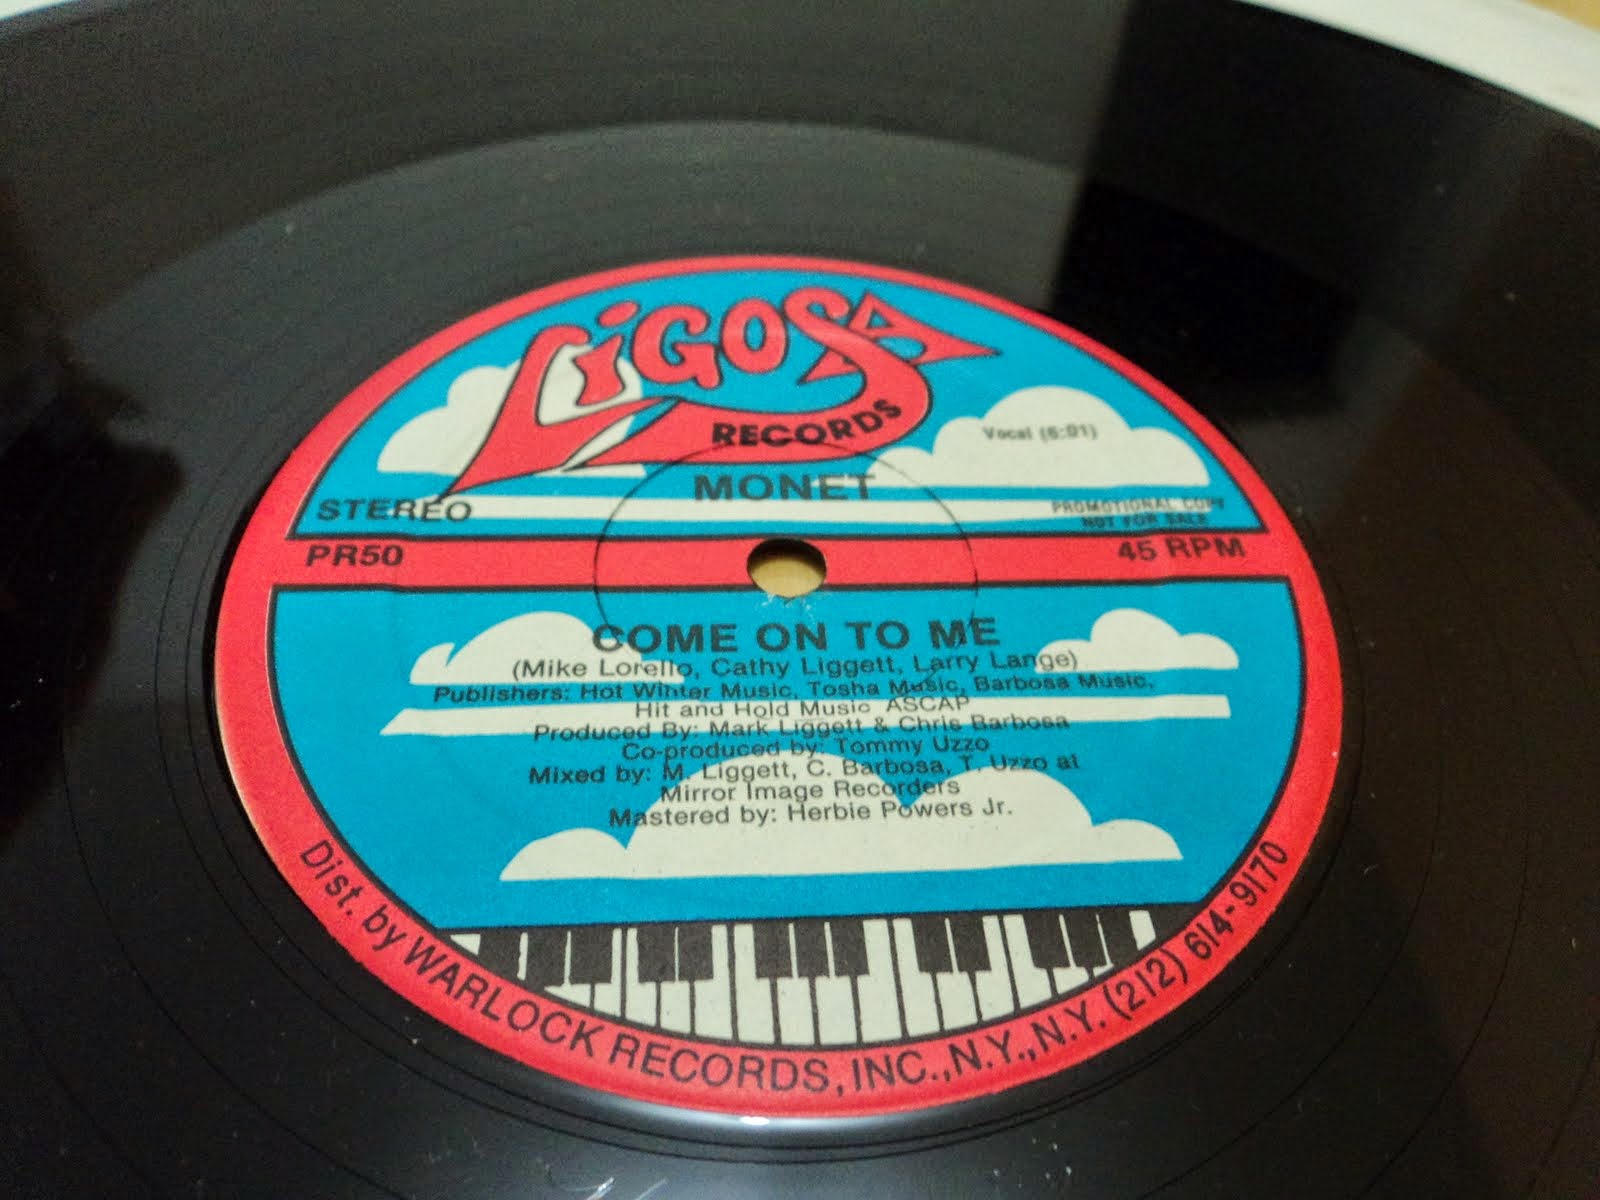 LIGOSA
RECORDS
Vocal (6:01)
MONET
STEREO
PROMOTIONAL COPY
NOT FOR SALE
PR50
45 RPM
COME ON TO ME
(Mike Lorello, Cathy Liggett, Larry Lange)
Publishers: Hot Winter Music, Tosha Music, Barbosa Music,
Hit and Hold Music ASCAP
Produced By: Mark Liggett & Chris Barbosa
Co-produced by: Tommy Uzzo
Mixed by: M. Liggett, C. Barbosa, T. Uzzo at
Mirror Image Recorders
Mastered by: Herbie Powers Jr.
Dist. by WARLOCK RECORDS, INC., N.Y., N.Y. (212) 614-9170